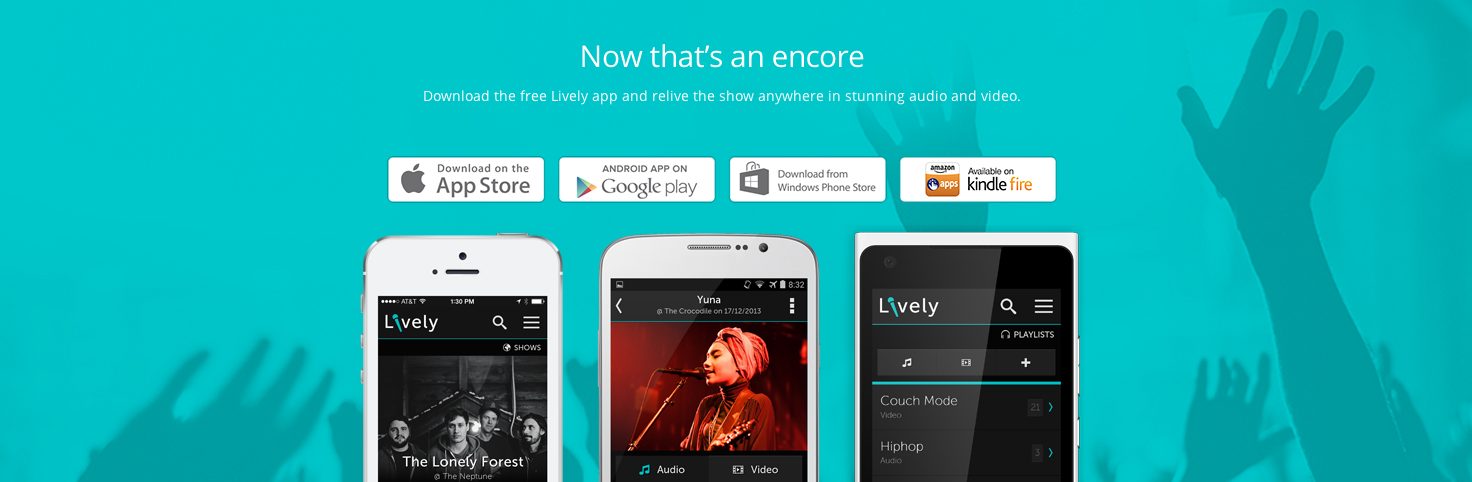 Now that's an encore
Download the free Lively app and relive the show anywhere in stunning audio and video.
Download on the
App Store
ANDROID APP ON
Google play
Download from
Windows Phone Store
amazon
apps
Available on
kindle fire
AT&T
1:30 PM
Lively
SHOWS
The Lonely Forest
@ The Neptune
8:32
Yuna
@ The Crocodile on 17/12/2013
Audio
Video
Lively
PLAYLISTS
Couch Mode
21
Video
Hiphop
3
Audio